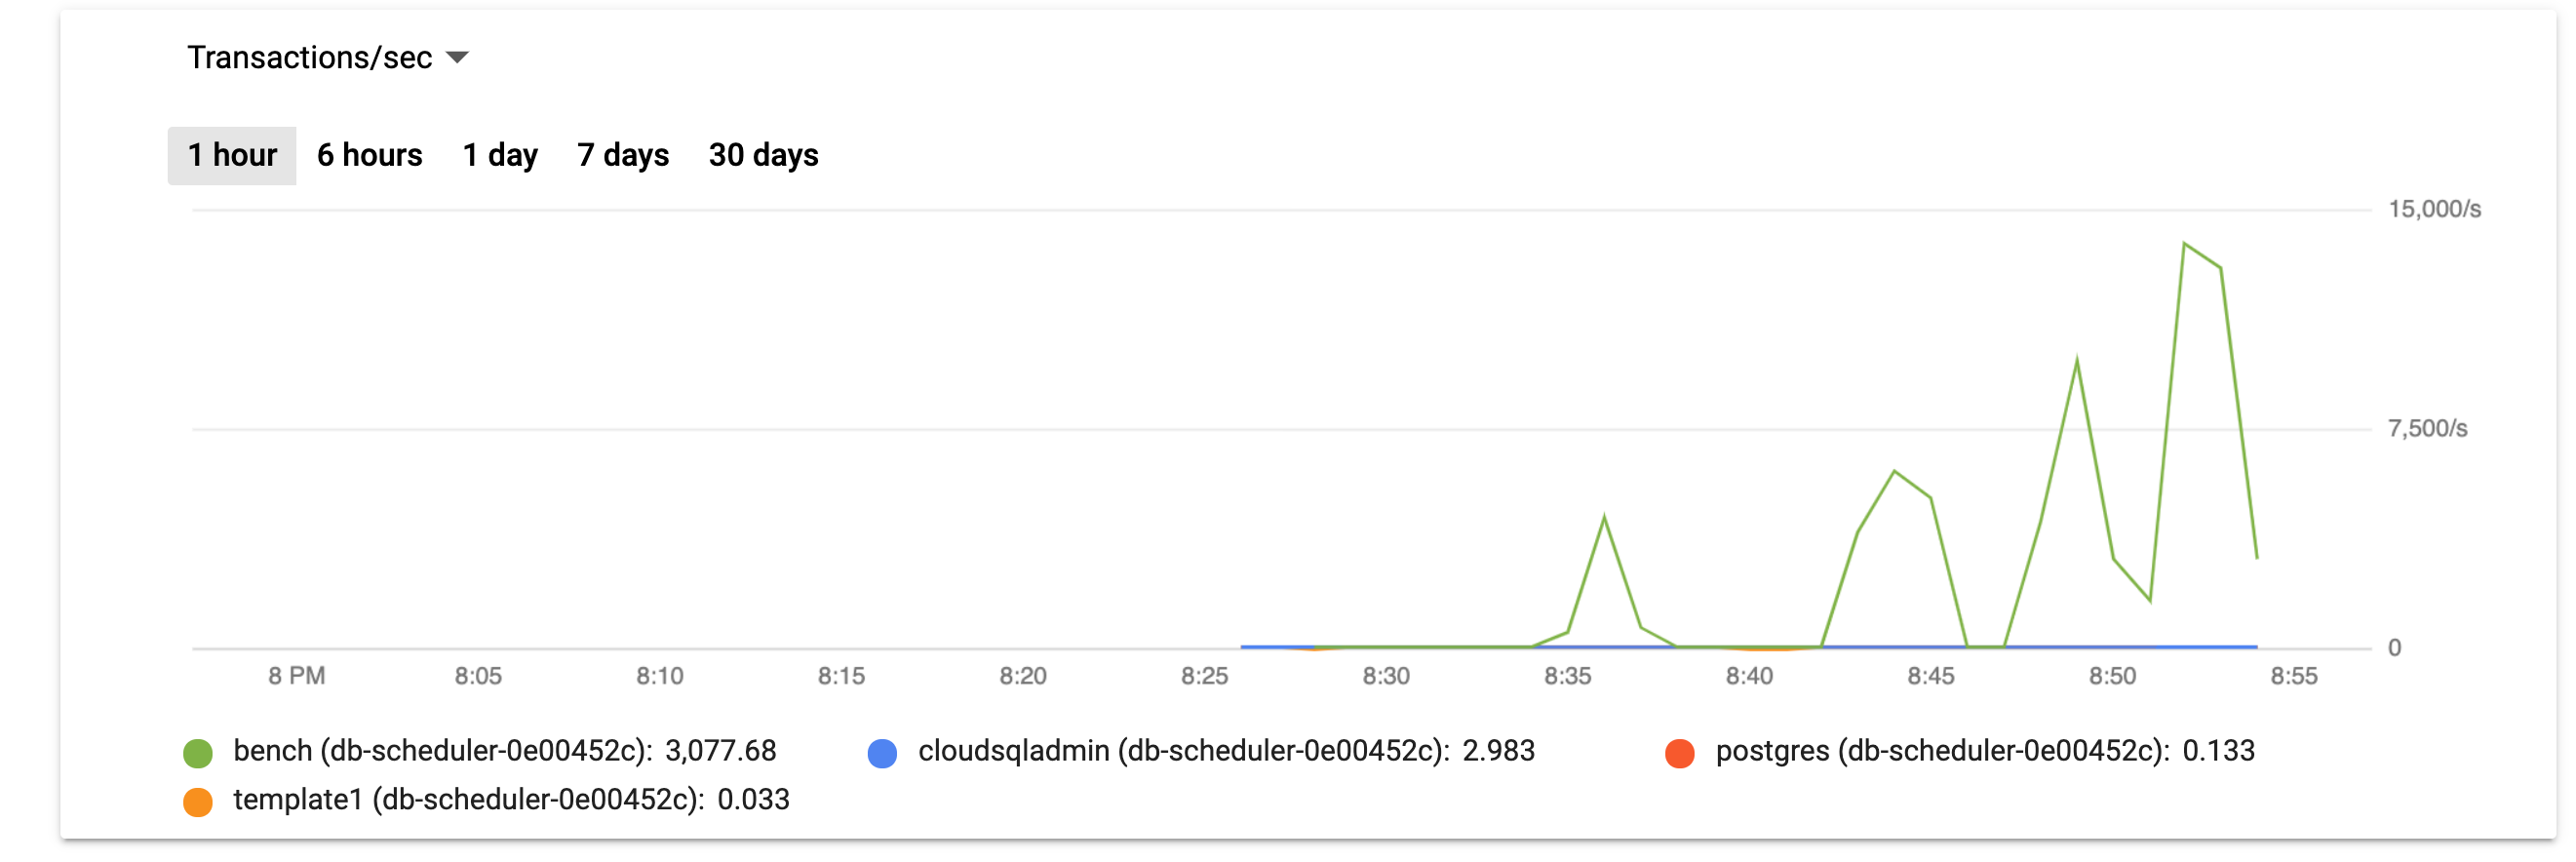 Transactions/sec
1 hour 6 hours 1 day 7 days 30 days
15,000/s
7,500/s
0
8 PM 8:05 8:10 8:15 8:20 8:25 8:30 8:35 8:40 8:45 8:50 8:55
bench (db-scheduler-0e00452c): 3,077.68 cloudsqladmin (db-scheduler-0e00452c): 2.983 postgres (db-scheduler-0e00452c): 0.133
template1 (db-scheduler-0e00452c): 0.033